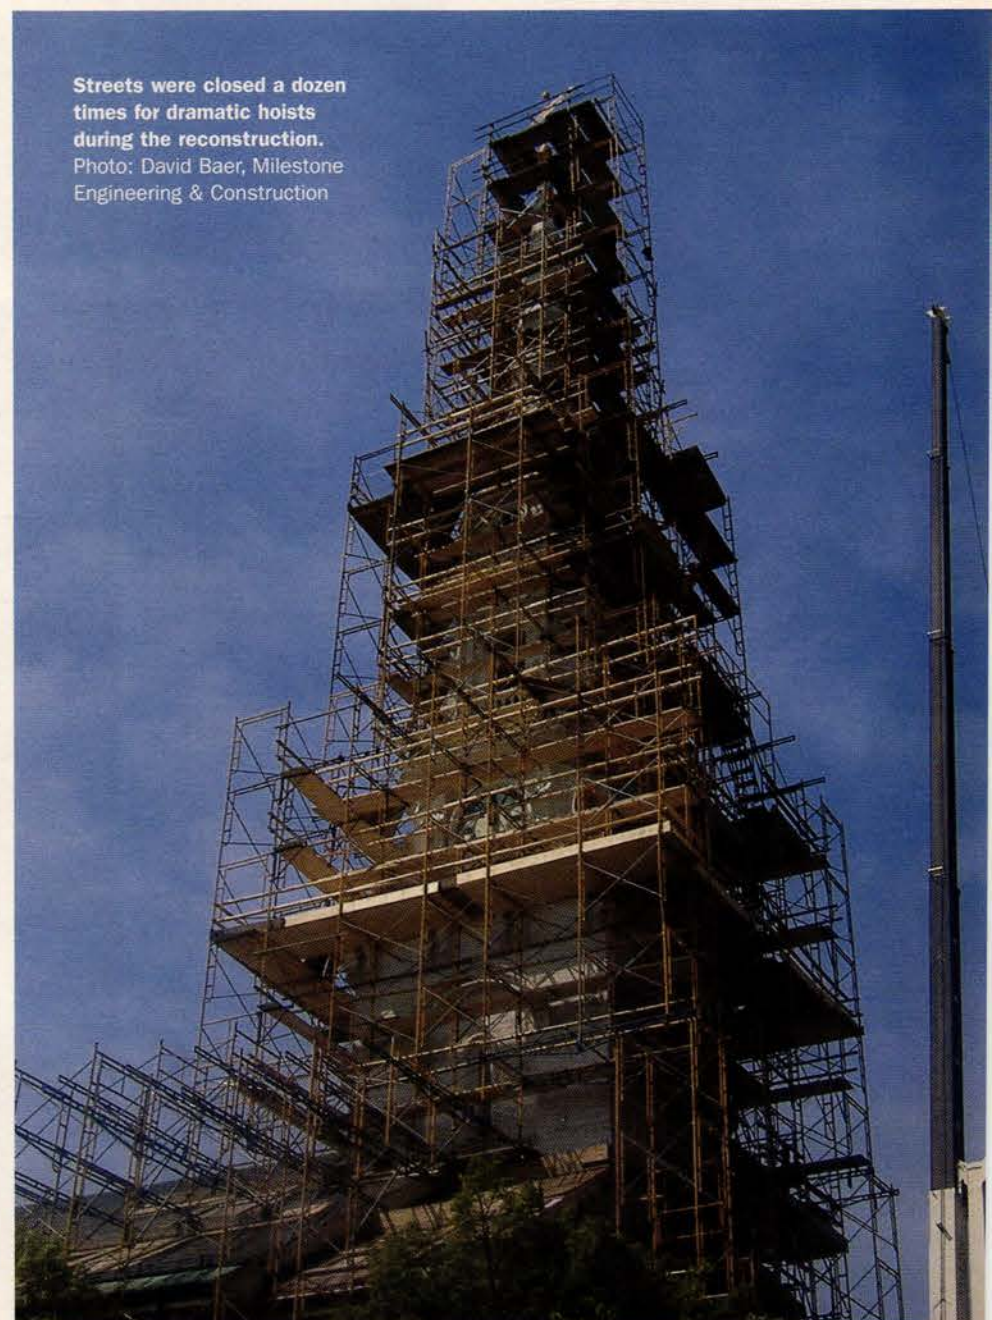 Streets were closed a dozen
times for dramatic hoists
during the reconstruction.
Photo: David Baer, Milestone
Engineering & Construction